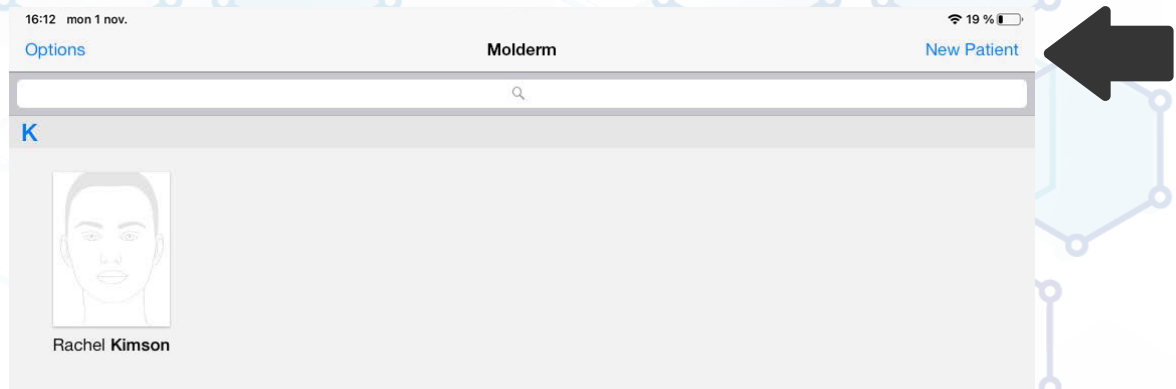 16:12 mon 1 nov.
19 %
Options
Molderm
New Patient
K
Rachel Kimson